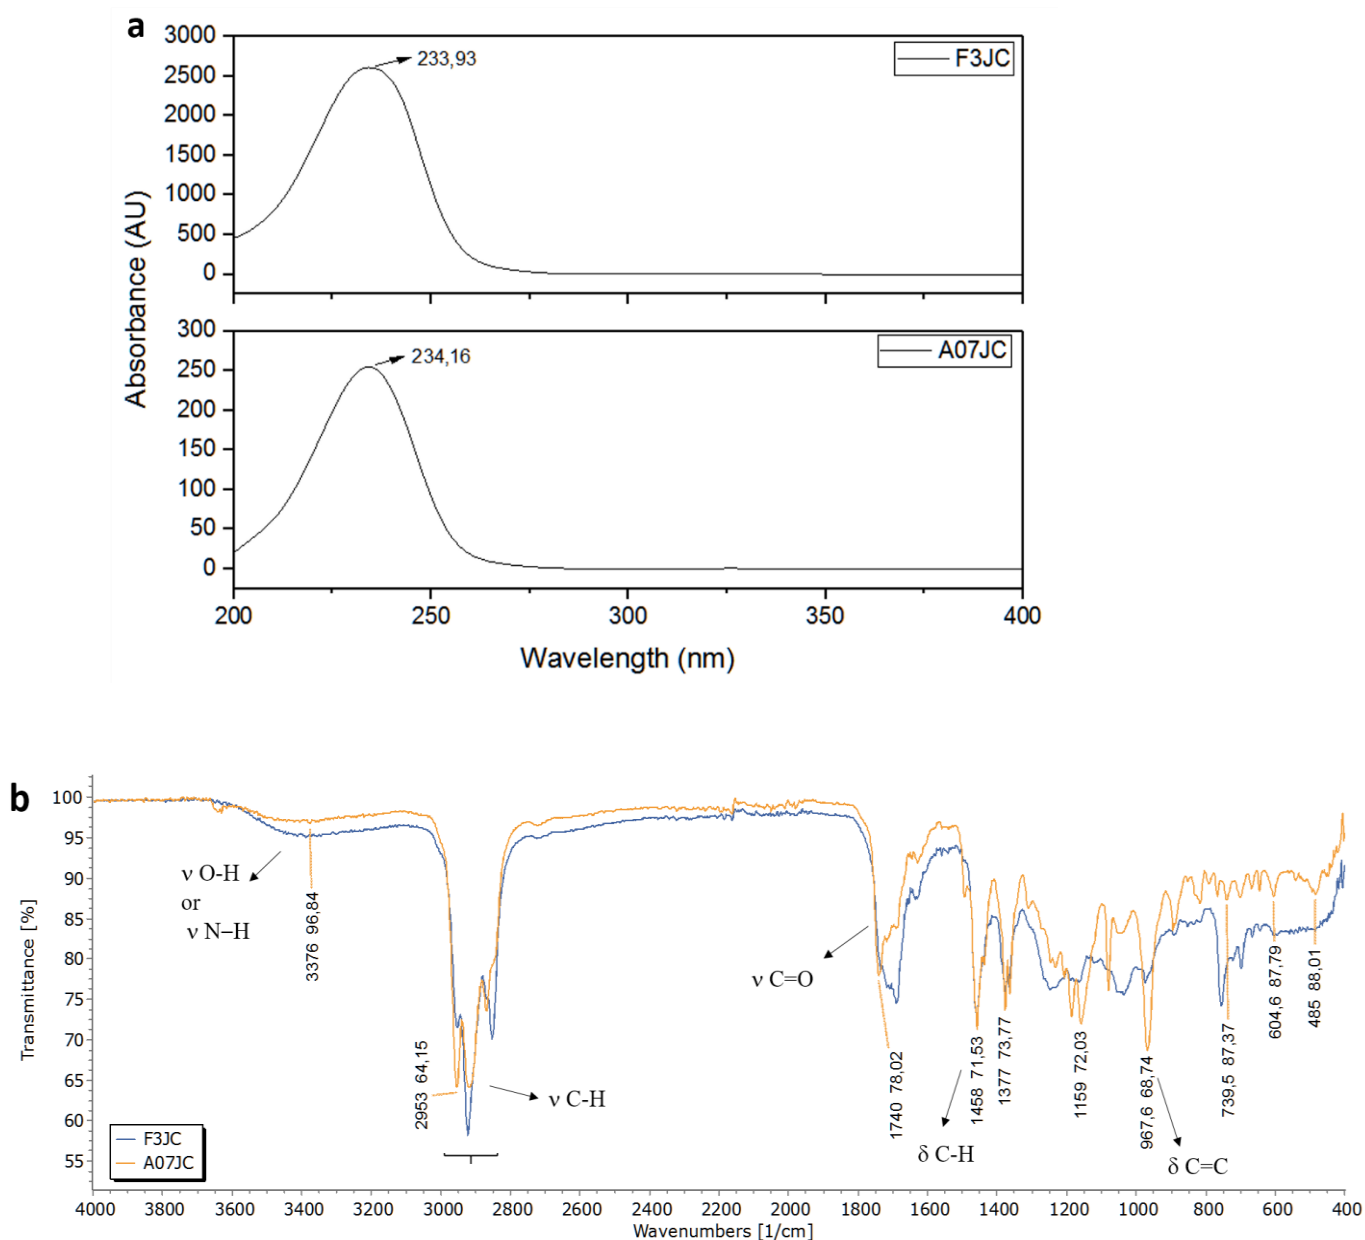 a
3000
2500
2000
1500
1000
500
0
233,93
F3JC
Absorbance (AU)
300
250
200
150
100
50
0
234,16
A07JC
200 250 300 350 400
Wavelength (nm)
b
100
95
90
85
80
75
70
65
60
55
Transmittance [%]
ν O-H
or
ν N–H
3376 96,84
2953 64,15
ν C-H
ν C=O
1740 78,02
δ C-H
1458 71,53
1377 73,77
1159 72,03
967,6 68,74
δ C=C
739,5 87,37
604,6 87,79
485 88,01
F3JC
A07JC
4000 3800 3600 3400 3200 3000 2800 2600 2400 2200 2000 1800 1600 1400 1200 1000 800 600 400
Wavenumbers [1/cm]